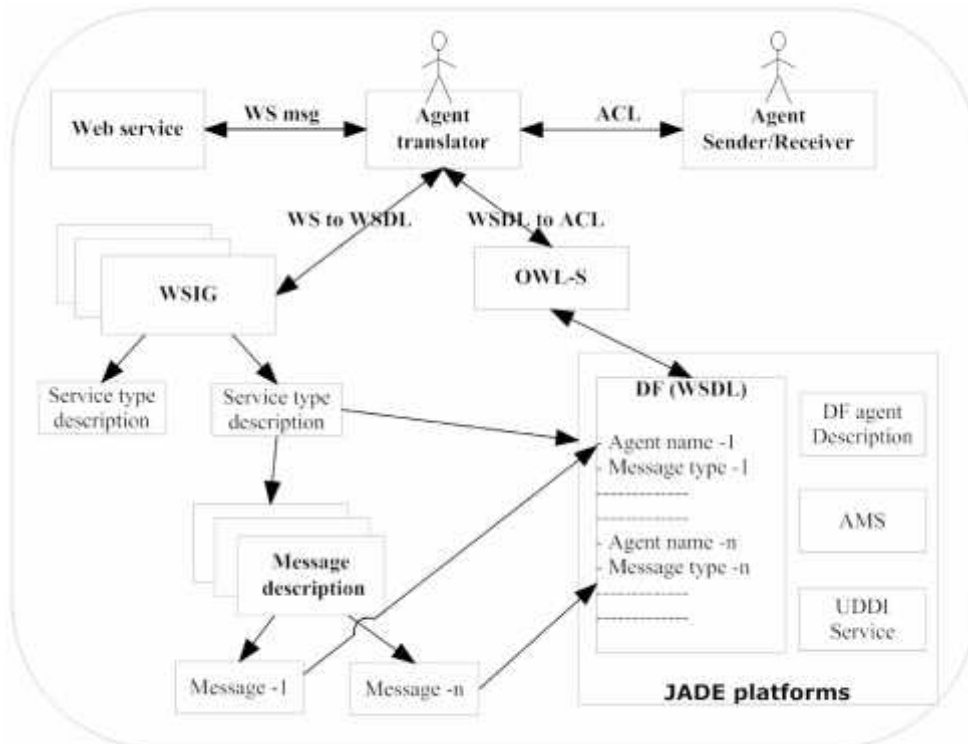 Web service
WS msg
Agent
translator
ACL
Agent
Sender/Receiver
WS to WSDL
WSDL to ACL
WSIG
OWL-S
Service type
description
Service type
description
DF (WSDL)
- Agent name -1
- Message type -1
--------------------
--------------------
- Agent name -n
- Message type -n
--------------------
--------------------
DF agent
Description
AMS
UDDI
Service
Message
description
Message -1
Message -n
JADE platforms